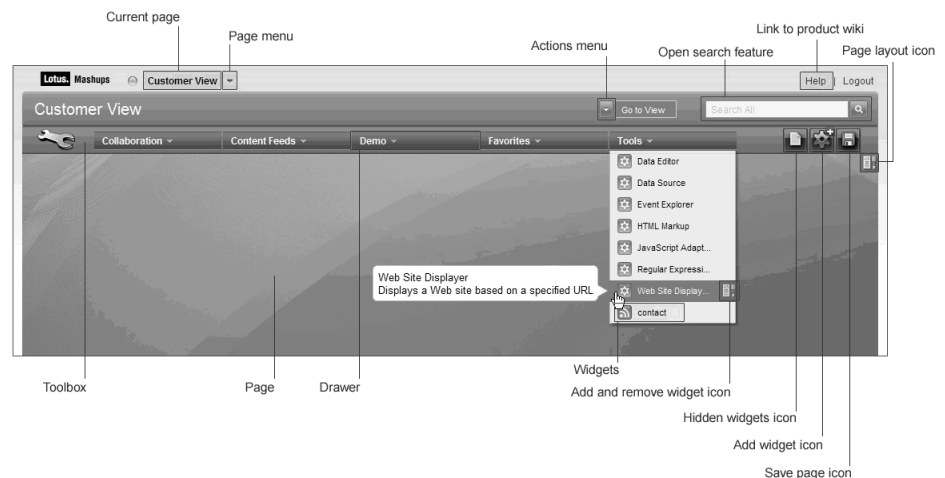 Current page
Page menu
Actions menu
Open search feature
Link to product wiki
Page layout icon
Lotus. Mashups
Customer View
Help | Logout
Customer View
Go to View
Search All
Collaboration
Content Feeds
Demo
Favorites
Tools
Data Editor
Data Source
Event Explorer
HTML Markup
JavaScript Adapt...
Regular Expressi...
Web Site Displayer
Displays a Web site based on a specified URL
Web Site Display...
contact
Toolbox
Page
Drawer
Widgets
Add and remove widget icon
Hidden widgets icon
Add widget icon
Save page icon